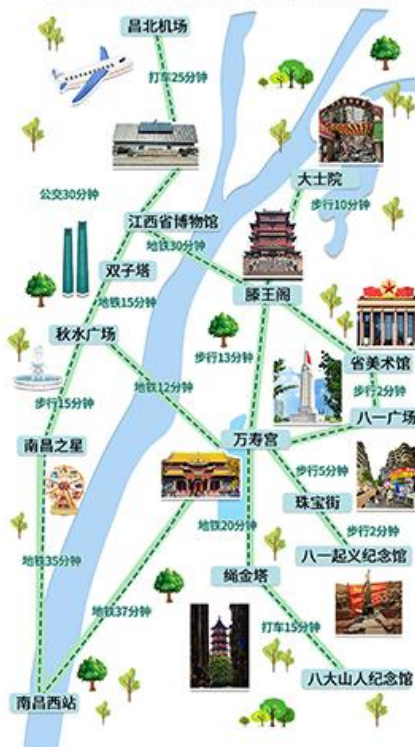 昌北机场
打车25分钟
大士院
公交30分钟
步行10分钟
江西省博物馆
地铁30分钟
双子塔
滕王阁
地铁15分钟
秋水广场
步行13分钟
省美术馆
地铁12分钟
步行2分钟
步行15分钟
八一广场
南昌之星
万寿宫
步行5分钟
珠宝街
地铁20分钟
步行2分钟
八一起义纪念馆
地铁35分钟
绳金塔
地铁37分钟
打车15分钟
八大山人纪念馆
南昌西站